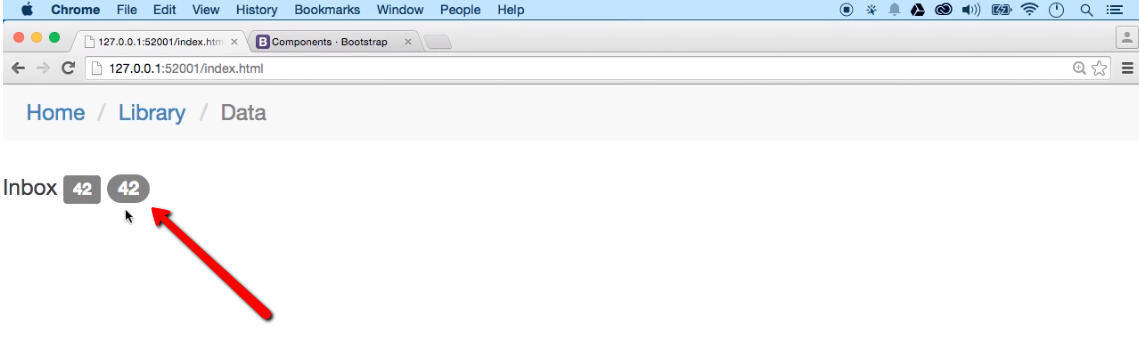 Chrome File Edit View History Bookmarks Window People Help
127.0.0.1:52001/index.htm × B Components · Bootstrap ×
127.0.0.1:52001/index.html
Home / Library / Data
Inbox 42 42